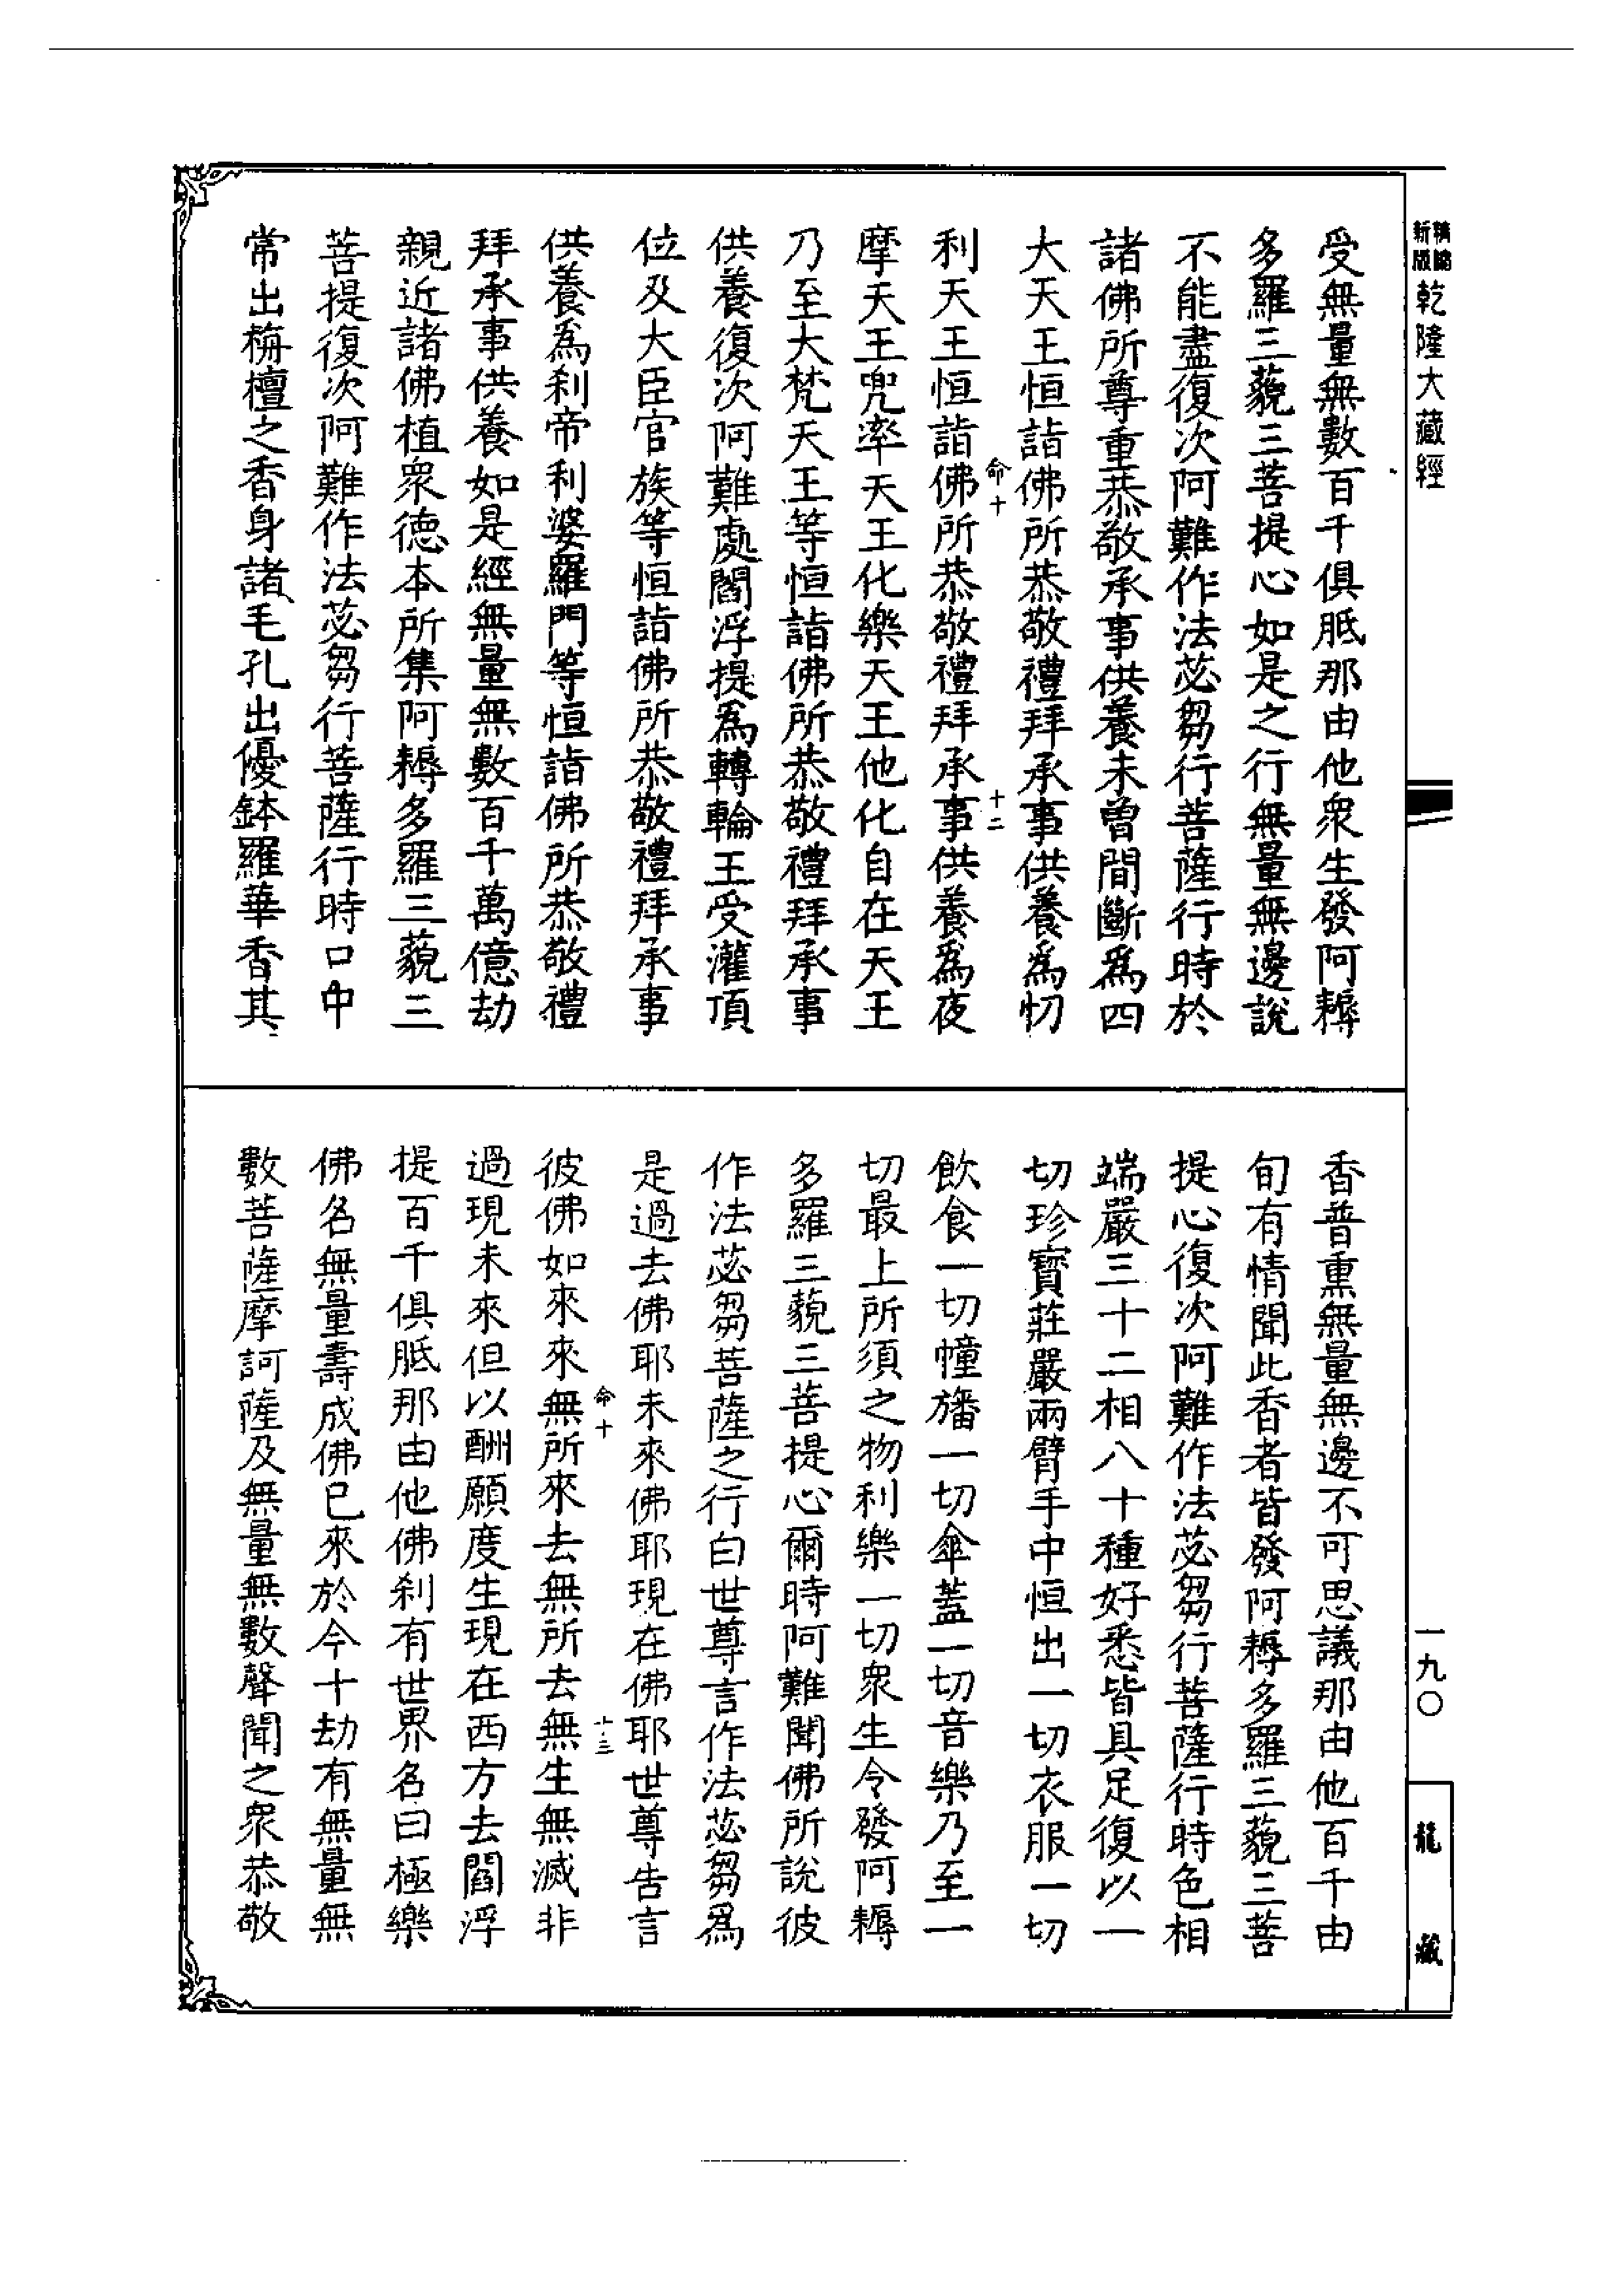 新版精縮乾隆大藏經
一九〇
龍藏
受無量無數百千俱胝那由他衆生發阿耨
多羅三藐三菩提心如是之行無量無邊說
不能盡復次阿難作法苾芻行菩薩行時於
諸佛所尊重恭敬承事供養未曾間斷爲四
大天王恒詣佛所恭敬禮拜承事供養爲忉
命十
十二
利天王恒詣佛所恭敬禮拜承事供養爲夜
摩天王兜率天王化樂天王他化自在天王
乃至大梵天王等恒詣佛所恭敬禮拜承事
供養復次阿難處閻浮提爲轉輪王受灌頂
位及大臣官族等恒詣佛所恭敬禮拜承事
供養爲刹帝利婆羅門等恒詣佛所恭敬禮
拜承事供養如是經無量無數百千萬億劫
親近諸佛植衆德本所集阿耨多羅三藐三
菩提復次阿難作法苾芻行菩薩行時口中
常出栴檀之香身諸毛孔出優鉢羅華香其
香普熏無量無邊不可思議那由他百千由
旬有情聞此香者皆發阿耨多羅三藐三菩
提心復次阿難作法苾芻行菩薩行時色相
端嚴三十二相八十種好悉皆具足復以一
切珍寶莊嚴兩臂手中恒出一切衣服一切
飲食一切幢旛一切傘蓋一切音樂乃至一
切最上所須之物利樂一切衆生令發阿耨
多羅三藐三菩提心爾時阿難聞佛所說彼
作法苾芻菩薩之行白世尊言作法苾芻爲
是過去佛耶未來佛耶現在佛耶世尊告言
命十
十三
彼佛如來來無所來去無所去無生無滅非
過現未來但以酬願度生現在西方去閻浮
提百千俱胝那由他佛刹有世界名曰極樂
佛名無量壽成佛已來於今十劫有無量無
數菩薩摩訶薩及無量無數聲聞之衆恭敬